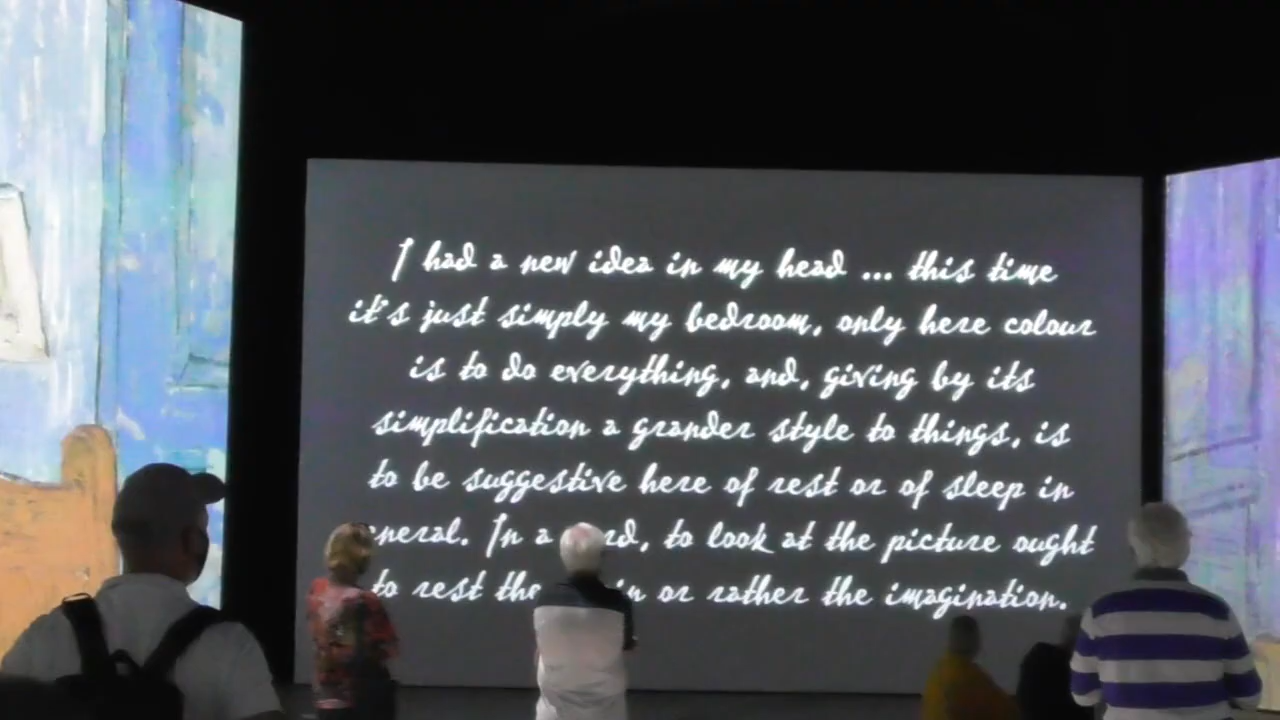 I had a new idea in my head ... this time
it's just simply my bedroom, only here colour
is to do everything, and, giving by its
simplification a grander style to things, is
to be suggestive here of rest or of sleep in
In a to look at the picture ought
to rest the or rather the imagination.